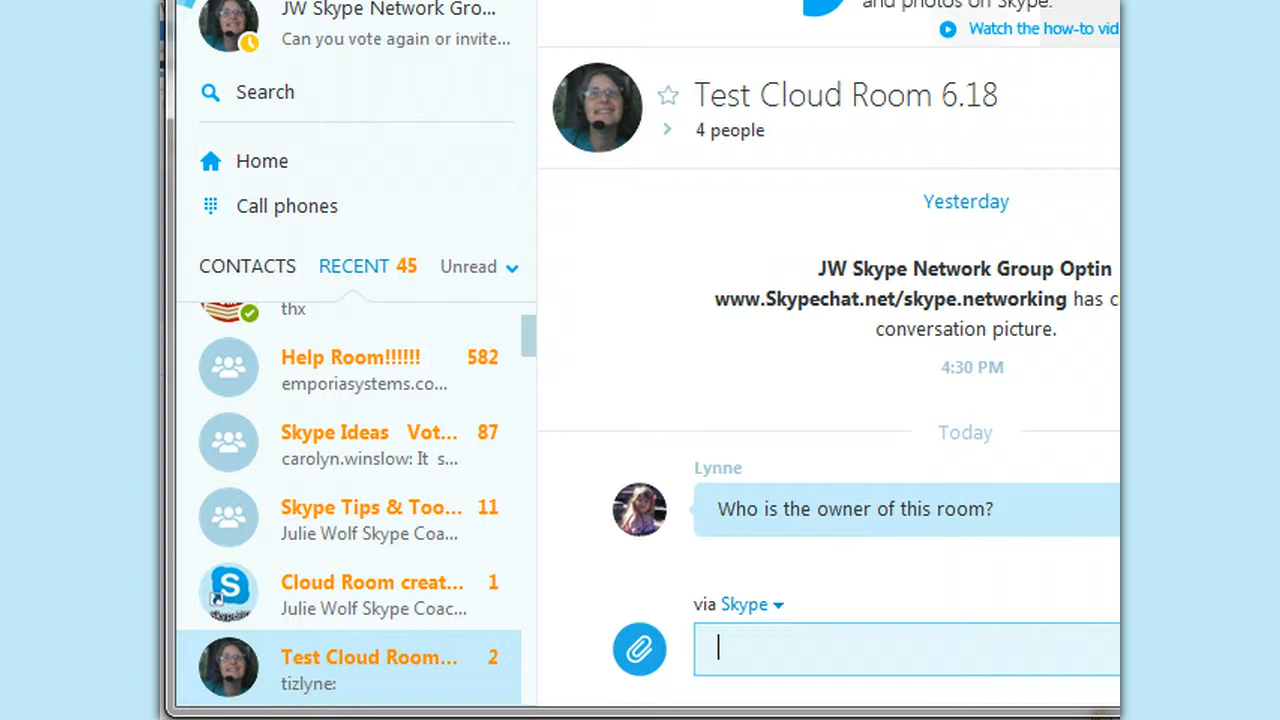 JW Skype Network Gro...
Can you vote again or invite...
Search
Home
Call phones
CONTACTS RECENT 45 Unread
thx
Help Room!!!!!! 582
emporiasystems.co...
Skype Ideas Vot... 87
carolyn.winslow: It s...
Skype Tips & Too... 11
Julie Wolf Skype Coa...
Cloud Room creat... 1
Julie Wolf Skype Coac...
Test Cloud Room... 2
tizlyne:
and photos on Skype.
Watch the how-to vid
Test Cloud Room 6.18
4 people
Yesterday
JW Skype Network Group Optin
www.Skypechat.net/skype.networking has c
conversation picture.
4:30 PM
Today
Lynne
Who is the owner of this room?
via Skype